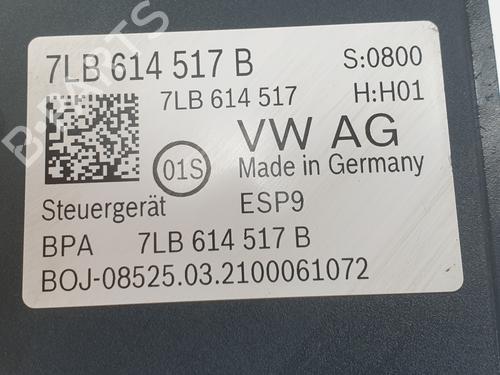 7LB 614 517 B S:0800
7LB 614 517 H:H01
VW AG
01S Made in Germany
Steuergerät ESP9
BPA 7LB 614 517 B
BOJ-08525.03.2100061072
B-PARTS